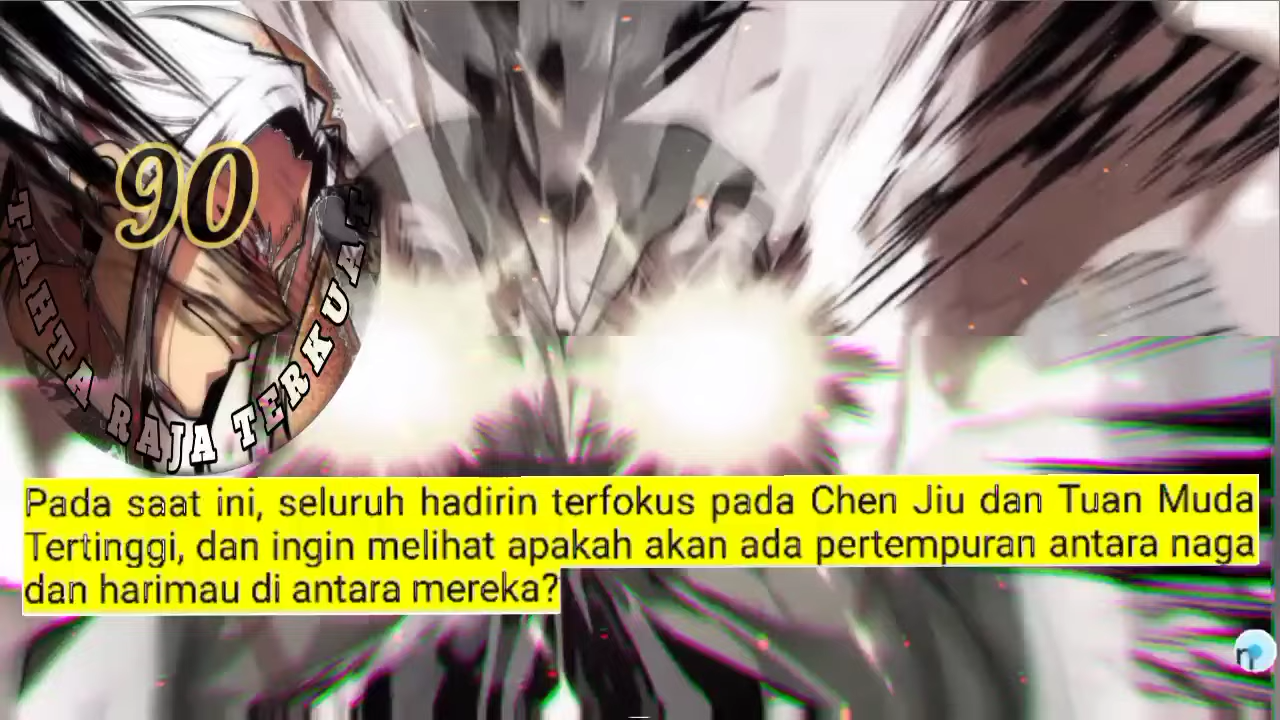 90
TAHTA RAJA TERKUAT
Pada saat ini, seluruh hadirin terfokus pada Chen Jiu dan Tuan Muda
Tertinggi, dan ingin melihat apakah akan ada pertempuran antara naga
dan harimau di antara mereka?